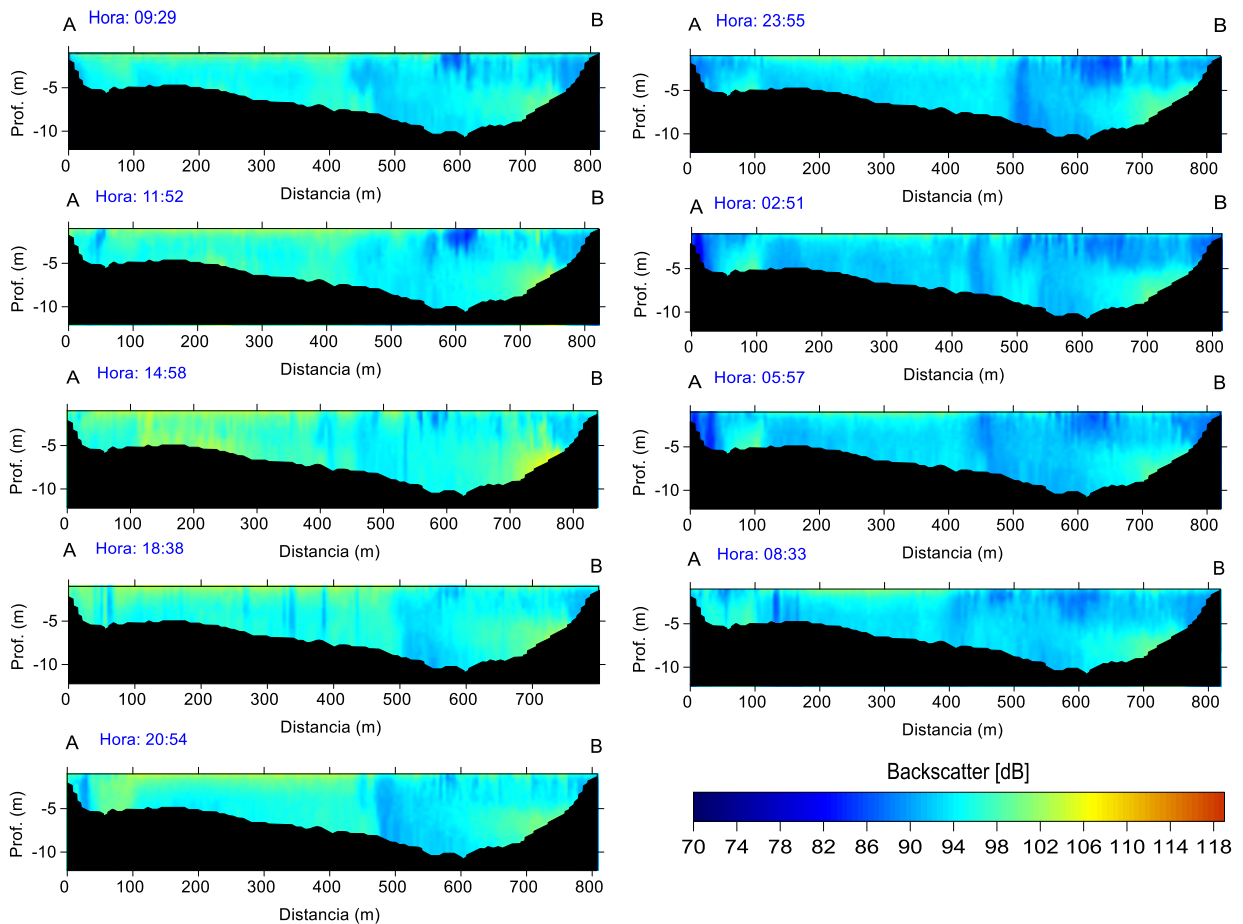 A Hora: 09:29 B
Prof. (m)
-5
-10
0 100 200 300 400 500 600 700 800
Distancia (m)
A Hora: 11:52 B
Prof. (m)
-5
-10
0 100 200 300 400 500 600 700 800
Distancia (m)
A Hora: 14:58 B
Prof. (m)
-5
-10
0 100 200 300 400 500 600 700 800
Distancia (m)
A Hora: 18:38 B
Prof. (m)
-5
-10
0 100 200 300 400 500 600 700
Distancia (m)
A Hora: 20:54 B
Prof. (m)
-5
-10
0 100 200 300 400 500 600 700 800
Distancia (m)
A Hora: 23:55 B
Prof. (m)
-5
-10
0 100 200 300 400 500 600 700 800
Distancia (m)
A Hora: 02:51 B
Prof. (m)
-5
-10
0 100 200 300 400 500 600 700 800
Distancia (m)
A Hora: 05:57 B
Prof. (m)
-5
-10
0 100 200 300 400 500 600 700 800
Distancia (m)
A Hora: 08:33 B
Prof. (m)
-5
-10
0 100 200 300 400 500 600 700 800
Distancia (m)
Backscatter [dB]
70 74 78 82 86 90 94 98 102 106 110 114 118